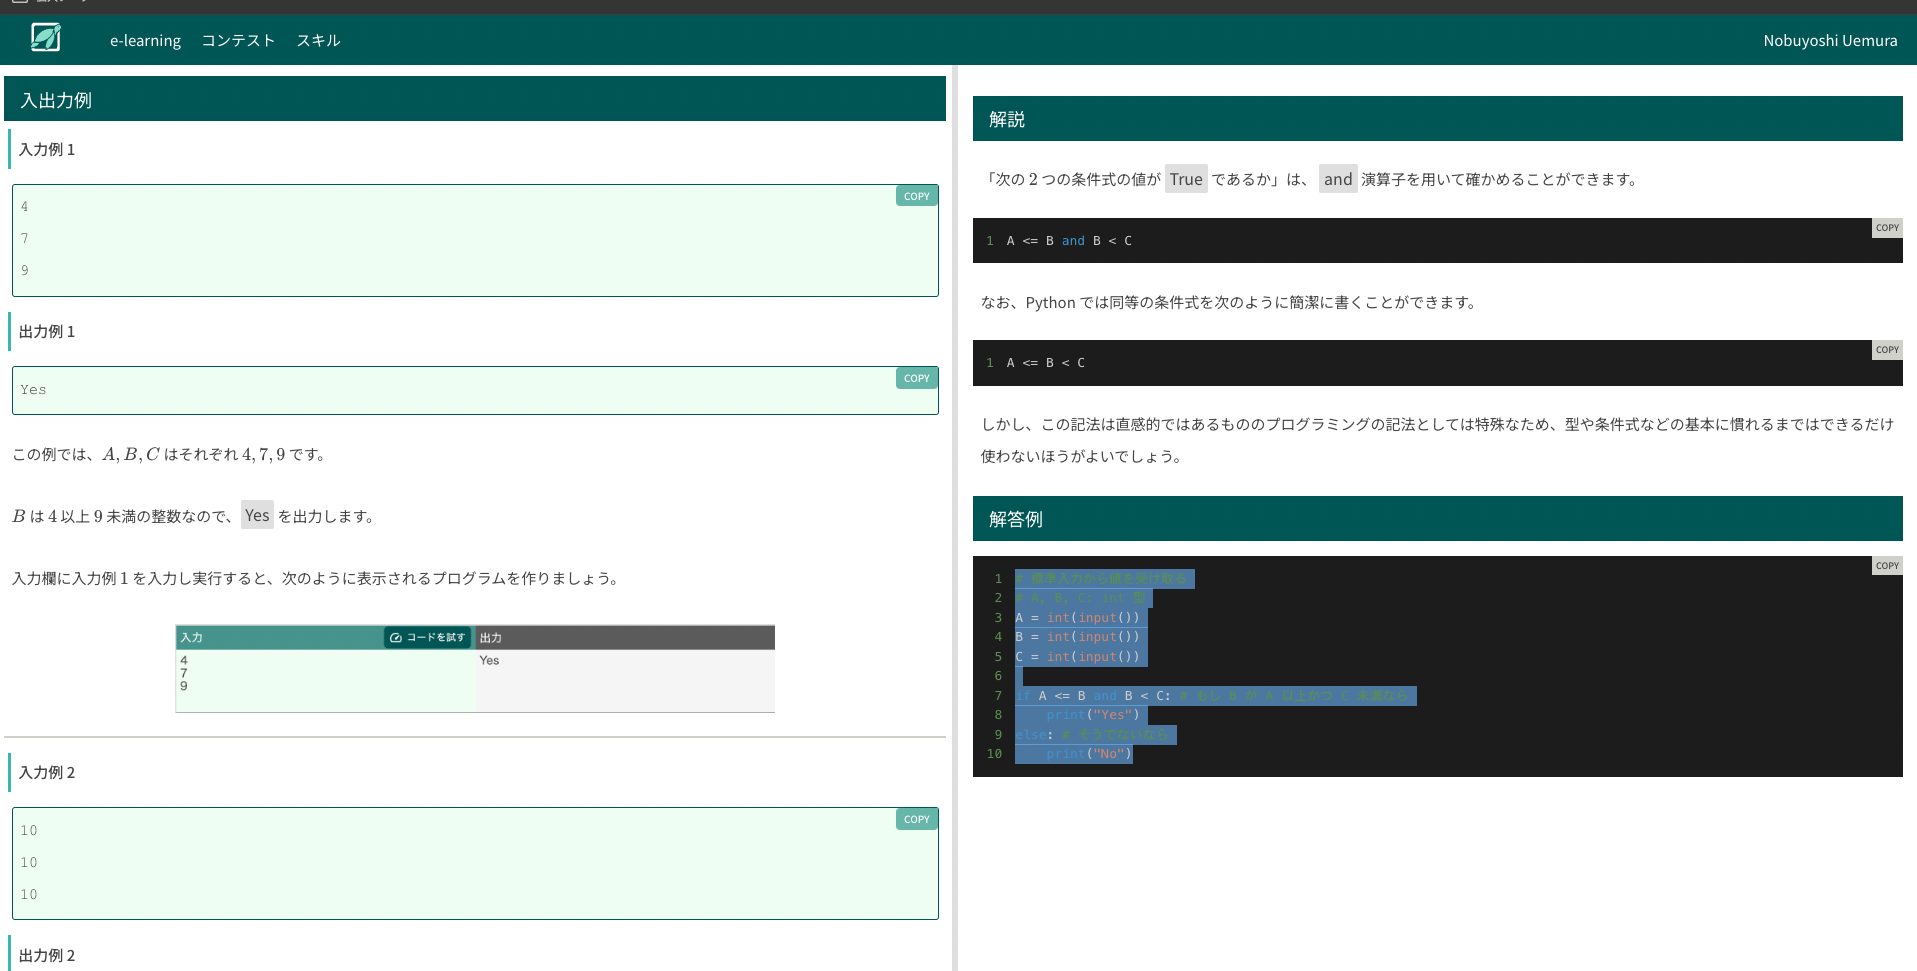 e-learning コンテスト スキル
Nobuyoshi Uemura
入出力例
入力例 1
COPY
4
7
9
出力例 1
COPY
Yes
この例では、A, B, C はそれぞれ 4, 7, 9 です。
B は 4 以上 9 未満の整数なので、 Yes を出力します。
入力欄に入力例 1 を入力し実行すると、次のように表示されるプログラムを作りましょう。
入力 コードを試す 出力
4 Yes
7
9
入力例 2
COPY
10
10
10
出力例 2
解説
「次の 2 つの条件式の値が True であるか」は、 and 演算子を用いて確かめることができます。
COPY
1 A <= B and B < C
なお、Python では同等の条件式を次のように簡潔に書くことができます。
COPY
1 A <= B < C
しかし、この記法は直感的ではあるもののプログラミングの記法としては特殊なため、型や条件式などの基本に慣れるまではできるだけ
使わないほうがよいでしょう。
解答例
COPY
1 # 標準入力から値を受け取る
2 # A, B, C: int 型
3 A = int(input())
4 B = int(input())
5 C = int(input())
6
7 if A <= B and B < C: # もし B が A 以上かつ C 未満なら
8     print("Yes")
9 else: # そうでないなら
10     print("No")